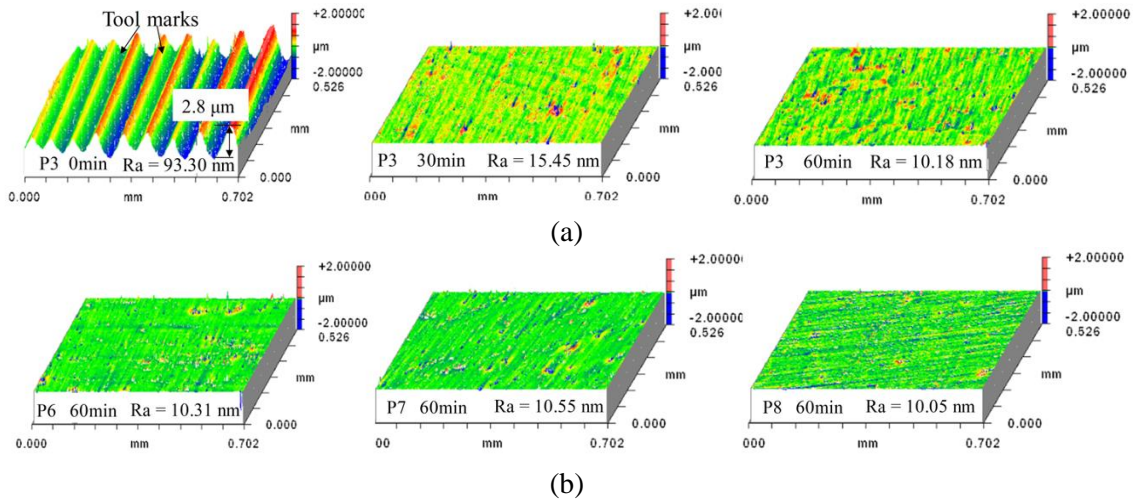 Tool marks
+2.00000
µm
-2.00000
0.526
2.8 µm
mm
P3 0min Ra = 93.30 nm
0.000
0.000 mm 0.702
+2.00(
µm
-2.000(
0.526
mm
P3 30min Ra = 15.45 nm
0.000
000 mm 0.702
+2.00000
µm
-2.00000
0.526
mm
P3 60min Ra = 10.18 nm
0.000
0.000 mm 0.702
(a)
+2.00000
µm
-2.00000
0.526
mm
P6 60min Ra = 10.31 nm
0.000
0.000 mm 0.702
+2.0000(
µm
-2.0000(
0.526
mm
P7 60min Ra = 10.55 nm
0.000
00 mm 0.702
+2.00000
µm
-2.00000
0.526
mm
P8 60min Ra = 10.05 nm
0.000
000 mm 0.702
(b)